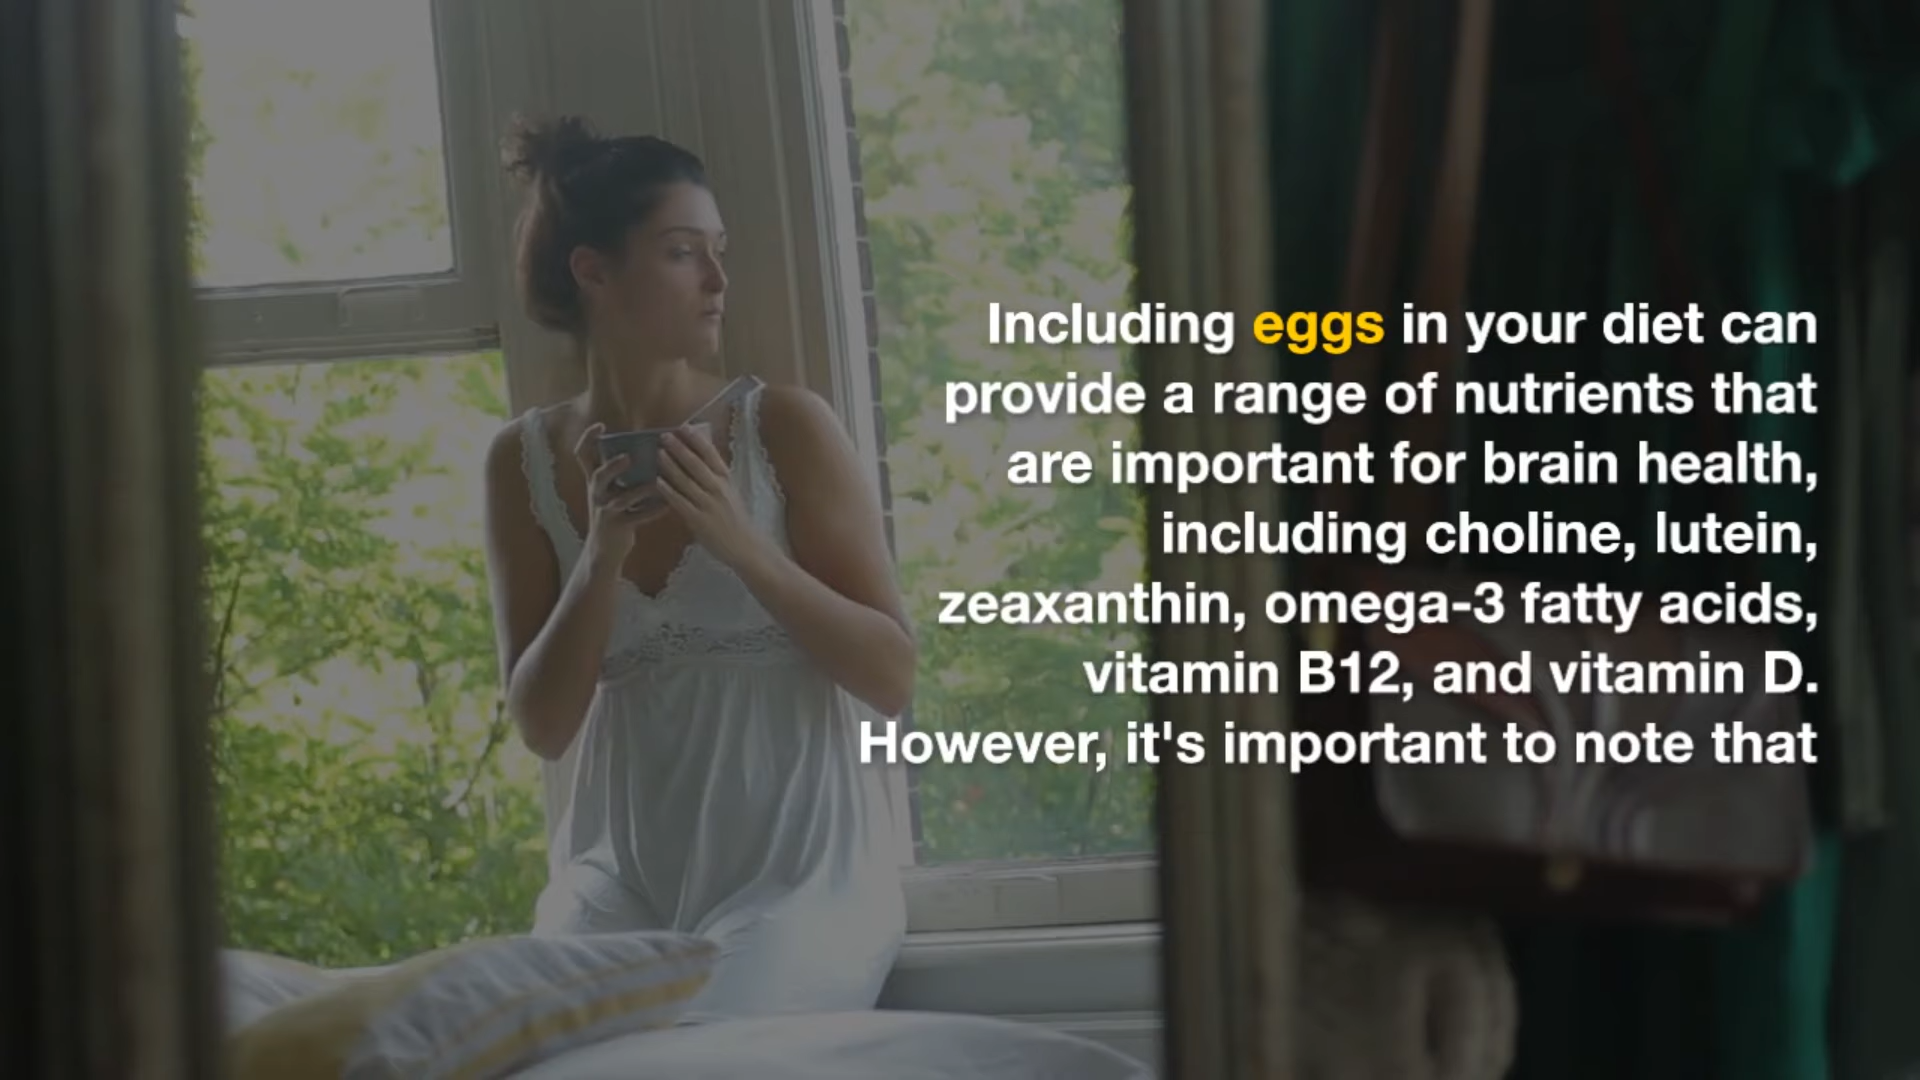 Including eggs in your diet can
provide a range of nutrients that
are important for brain health,
including choline, lutein,
zeaxanthin, omega-3 fatty acids,
vitamin B12, and vitamin D.
However, it's important to note that